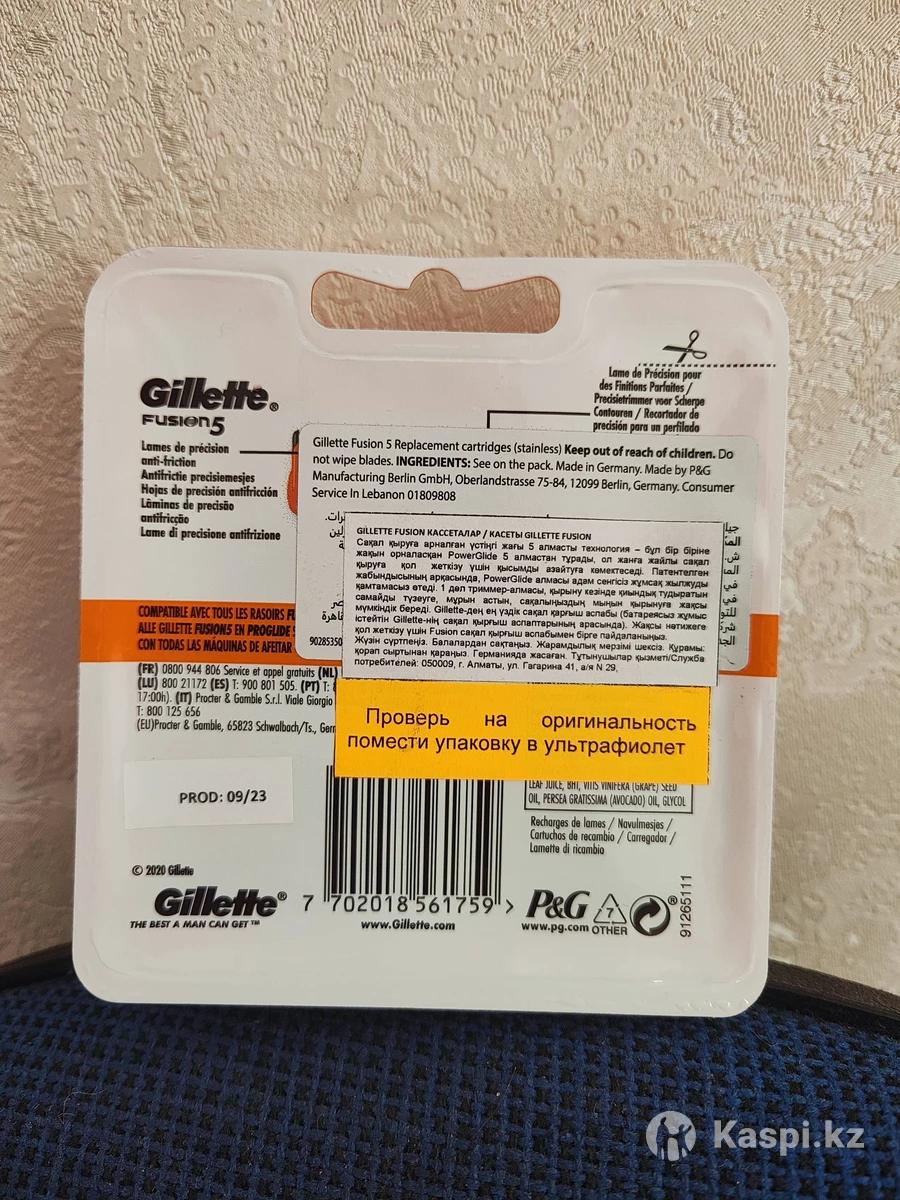 Gillette®
FUSION5
Lames de précision
anti-friction
Antifrictie precisiemesjes
Hojas de precisión antifricción
Lâminas de precisão
antifricção
Lame di precisione antifrizione
Lame de Précision pour
des Finitions Parfaites /
Precisietrimmer voor Scherpe
Contouren / Recortador de
precisión para un perfilado
Gillette Fusion 5 Replacement cartridges (stainless) Keep out of reach of children. Do
not wipe blades. INGREDIENTS: See on the pack. Made in Germany. Made by P&G
Manufacturing Berlin GmbH, Oberlandstrasse 75-84, 12099 Berlin, Germany. Consumer
Service In Lebanon 01809808
GILLETTE FUSION КАССЕТАЛАР / КАСЕТЫ GILLETTE FUSION
Сақал қыруға арналған үстіңгі жағы 5 алмасты технология – бұл бір біріне
жақын орналасқан PowerGlide 5 алмастан тұрады, ол жанға жайлы сақал
қыруға қол жеткізу үшін қысымды азайтуға көмектеседі. Патентелген
жабындысының арқасында, PowerGlide алмасы адам сенгісіз жұмсақ жылжуды
қамтамасыз етеді. 1 дәл триммер-алмасы, қырыну кезінде қиындық тудыратын
самайды түзеуге, мұрын астын, сақалыңыздың мыңын қырынуға жақсы
мүмкіндік береді. Gillette-ден ең үздік сақал қырғыш аспабы (батареясыз жұмыс
істейтін Gillette-нің сақал қырғыш аспаптарының арасында). Жақсы нәтижеге
қол жеткізу үшін Fusion сақал қырғыш аспабымен бірге пайдаланыңыз.
Жүзін сүртпеңіз. Балалардан сақтаңыз. Жарамдылық мерзімі шексіз. Құрамы:
қорап сыртынан қараңыз. Германияда жасаған. Тұтынушылар қызметі/Служба
потребителей: 050009, г. Алматы, ул. Гагарина 41, а/я N 29.
COMPATIBLE AVEC TOUS LES RASOIRS
ALLE GILLETTE FUSION5 EN PROGLIDE
CON TODAS LAS MÁQUINAS DE AFEITAR
90285350
(FR) 0800 944 806 Service et appel gratuits (NL)
(LU) 800 21172 (ES) T: 900 801 505. (PT) T:
17:00h). (IT) Procter & Gamble S.r.l. Viale Giorgio
T: 800 125 656
(EU)Procter & Gamble, 65823 Schwalbach/Ts.,
Проверь на оригинальность
помести упаковку в ультрафиолет
PROD: 09/23
LEAF JUICE, BHT, VITIS VINIFERA (GRAPE) SEED
OIL, PERSEA GRATISSIMA (AVOCADO) OIL, GLYCOL
Recharges de lames / Navulmesjes /
Cartuchos de recambio / Carregador /
Lamette di ricambio
© 2020 Gillette
Gillette®
THE BEST A MAN CAN GET™
7 702018 561759 >
www.Gillette.com
P&G
www.pg.com
7
OTHER
®
91265111
Kaspi.kz